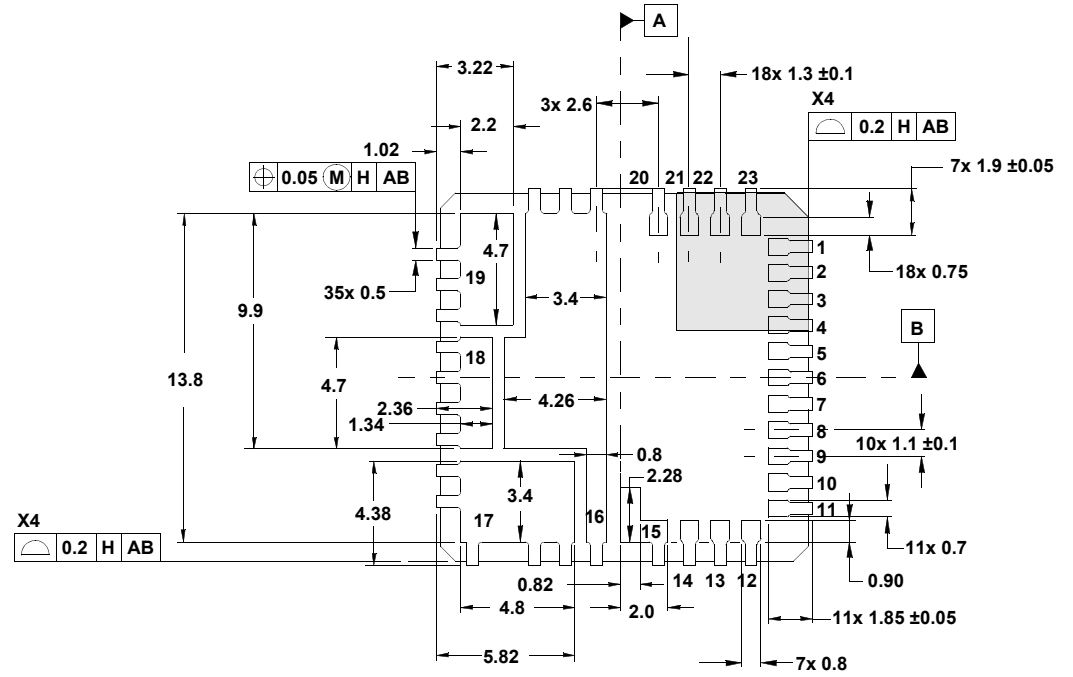 A
3.22
18x 1.3 ±0.1
3x 2.6
X4
2.2
0.2 H AB
1.02
7x 1.9 ±0.05
0.05 M H AB
20 21 22 23
1
4.7
2
18x 0.75
19
35x 0.5
3.4
3
9.9
4
B
5
18
13.8
4.7
6
2.36
4.26
7
1.34
8
10x 1.1 ±0.1
0.8
9
2.28
10
3.4
4.38
11
17
16
15
X4
0.2 H AB
11x 0.7
0.82
14 13 12
0.90
4.8
2.0
11x 1.85 ±0.05
5.82
7x 0.8